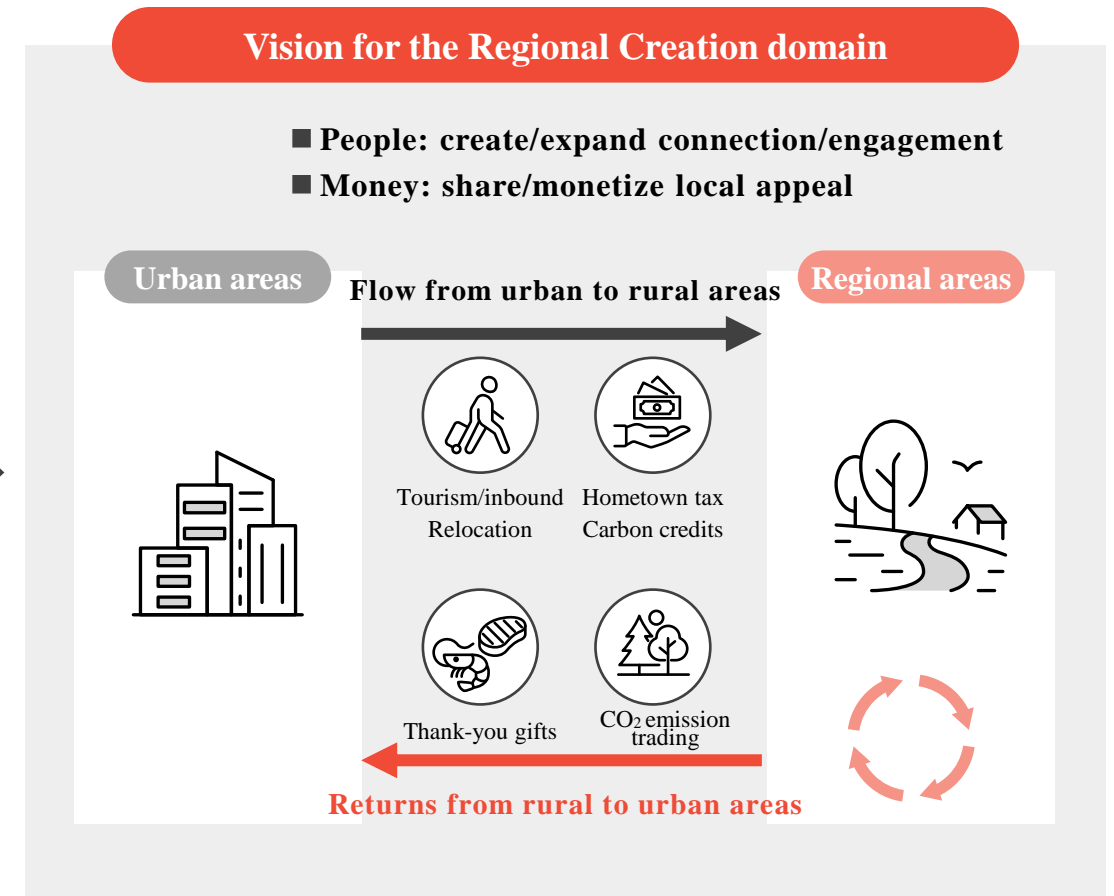 Vision for the Regional Creation domain
■ People: create/expand connection/engagement
■ Money: share/monetize local appeal
Urban areas
Flow from urban to rural areas
Regional areas
Tourism/inbound
Relocation
Hometown tax
Carbon credits
Thank-you gifts
CO2 emission
trading
Returns from rural to urban areas